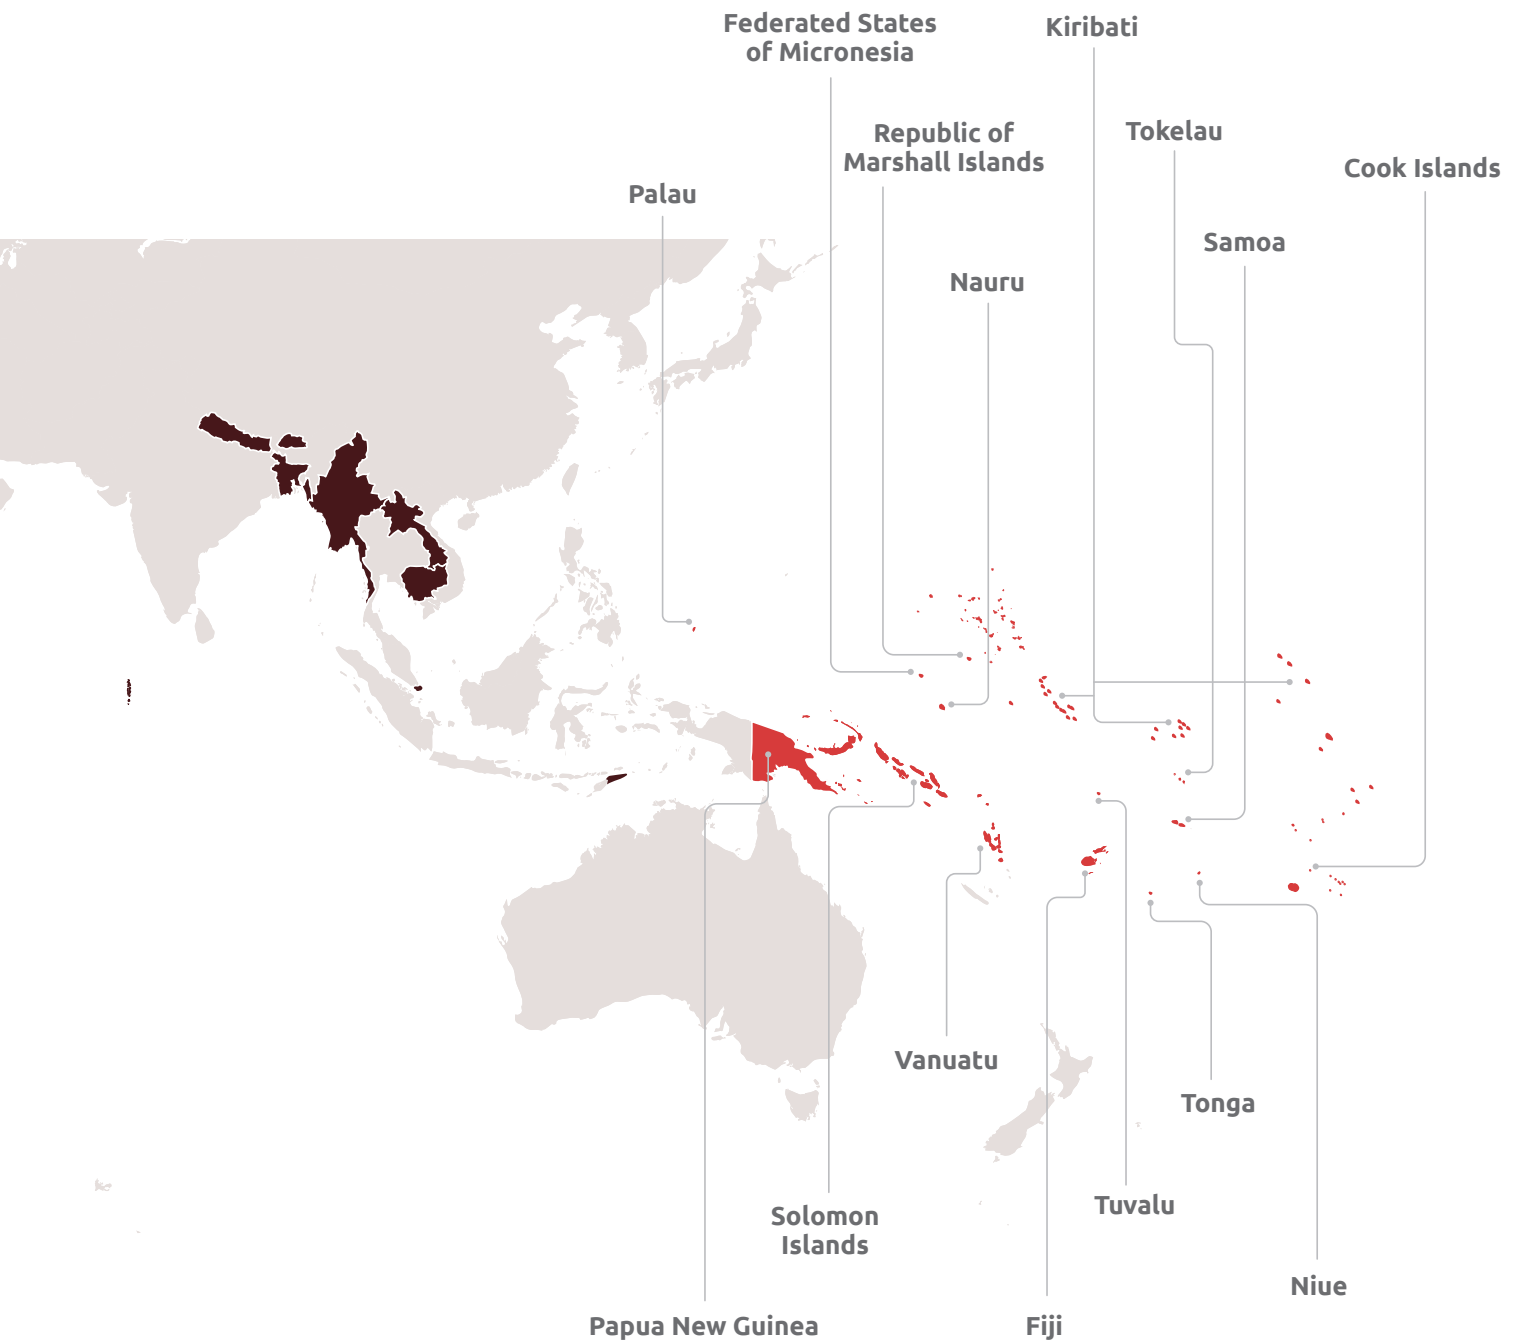 Federated States
of Micronesia
Kiribati
Republic of
Marshall Islands
Tokelau
Cook Islands
Palau
Samoa
Nauru
Vanuatu
Tonga
Tuvalu
Solomon
Islands
Niue
Papua New Guinea
Fiji